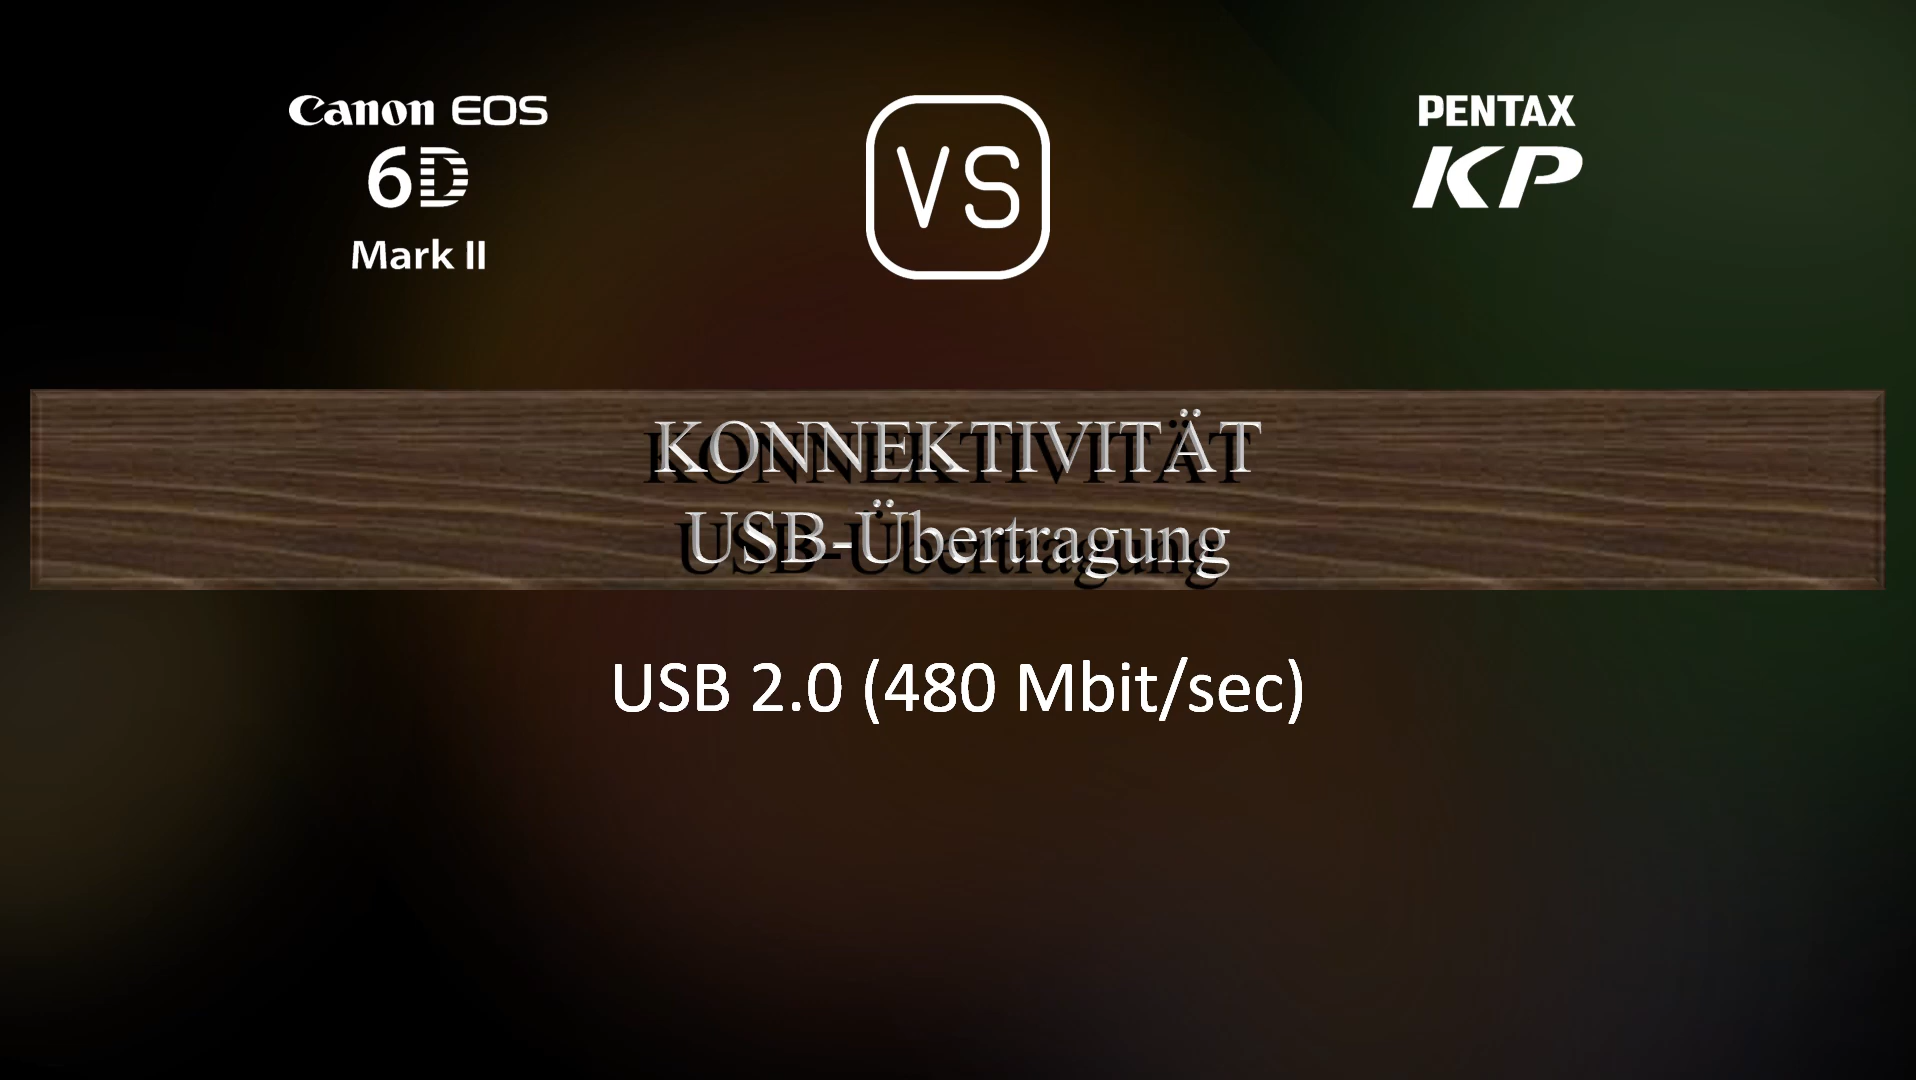 Canon EOS
6D
Mark II
VS
PENTAX
KP
KONNEKTIVITÄT
USB-Übertragung
USB 2.0 (480 Mbit/sec)